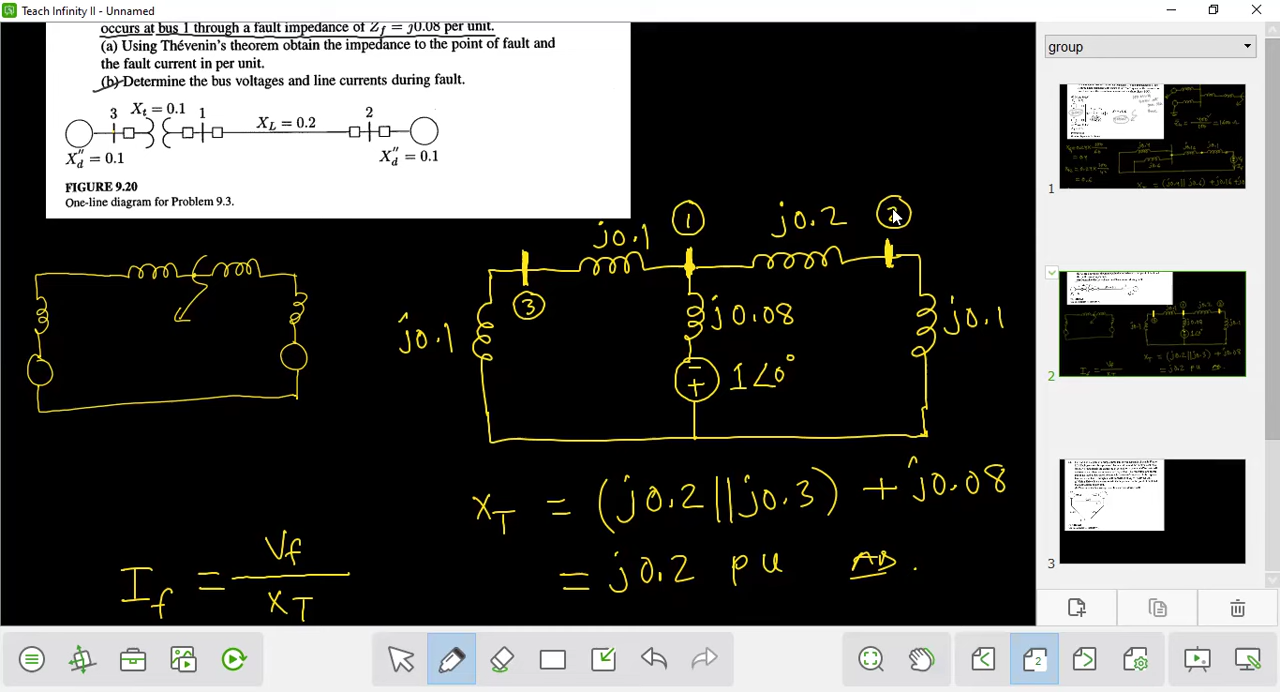 Teach Infinity II - Unnamed
occurs at bus 1 through a fault impedance of Zf = j0.08 per unit.
(a) Using Thévenin's theorem obtain the impedance to the point of fault and
the fault current in per unit.
(b) Determine the bus voltages and line currents during fault.
3 Xt = 0.1 1
XL = 0.2
2
X″d = 0.1
X″d = 0.1
FIGURE 9.20
One-line diagram for Problem 9.3.
j0.1
1
j0.2
2
3
j0.1
j0.08
j0.1
1∠0°
XT = (j0.2||j0.3) + j0.08
= j0.2 pu
If = Vf / XT
group
1
2
3
2